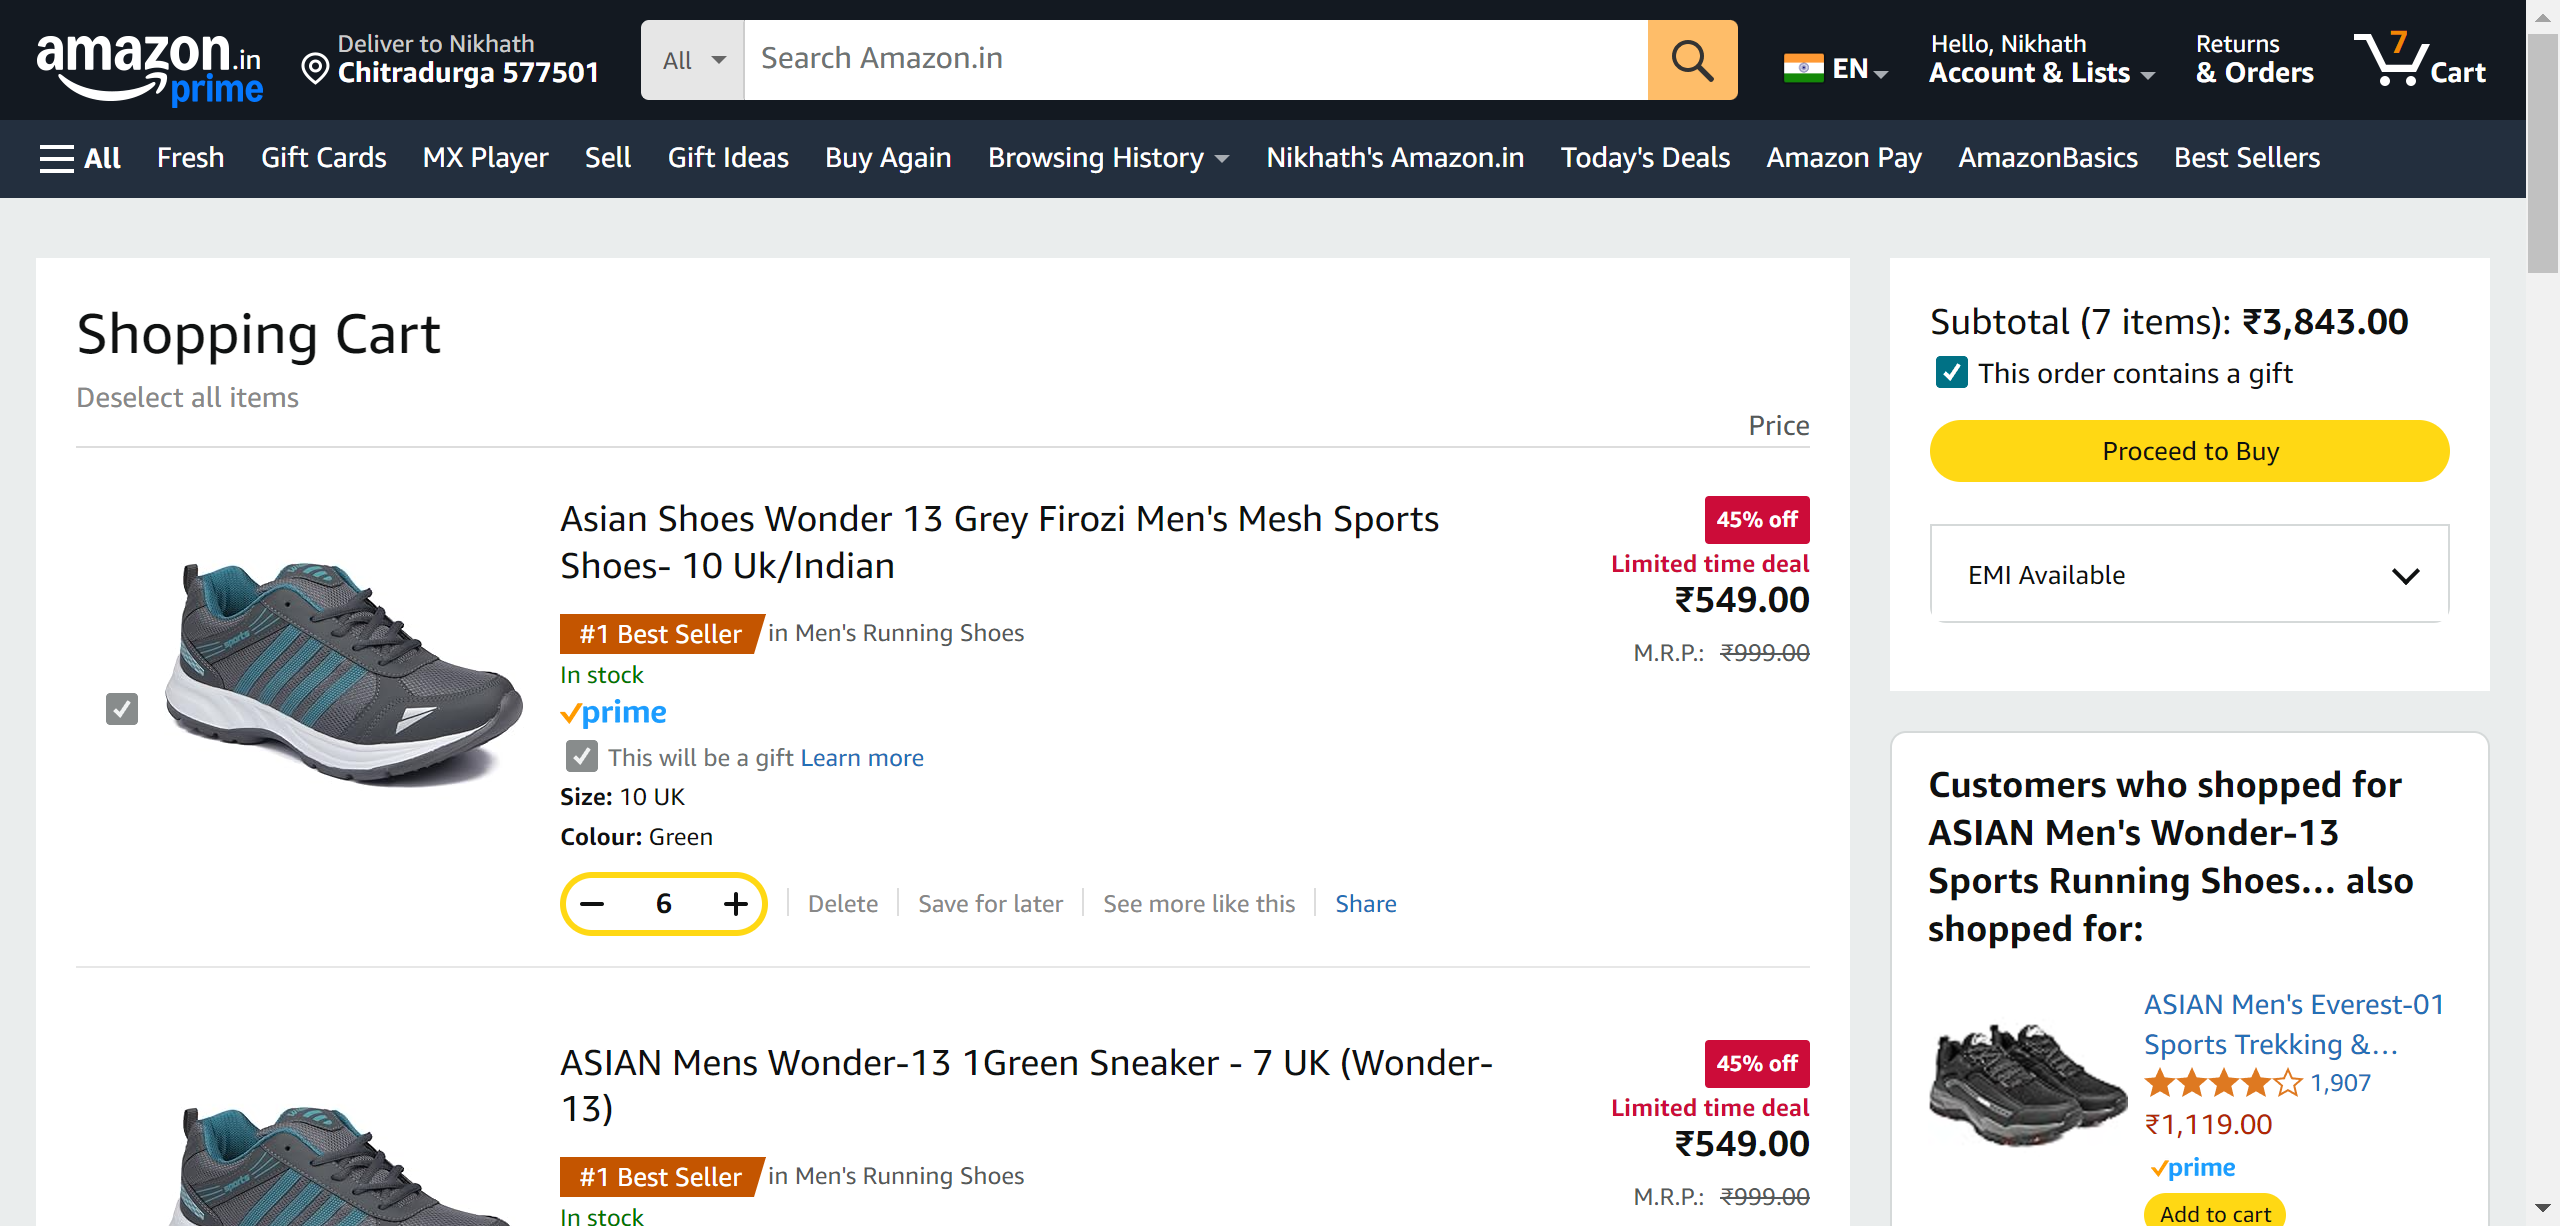 amazon.in
prime
Deliver to Nikhath
Chitradurga 577501
All
Search Amazon.in
EN
Hello, Nikhath
Account & Lists
Returns
& Orders
7
Cart
All
Fresh
Gift Cards
MX Player
Sell
Gift Ideas
Buy Again
Browsing History
Nikhath's Amazon.in
Today's Deals
Amazon Pay
AmazonBasics
Best Sellers
Shopping Cart
Deselect all items
Price
Asian Shoes Wonder 13 Grey Firozi Men's Mesh Sports
Shoes- 10 Uk/Indian
#1 Best Seller in Men's Running Shoes
In stock
prime
This will be a gift Learn more
Size: 10 UK
Colour: Green
6
Delete
Save for later
See more like this
Share
45% off
Limited time deal
₹549.00
M.R.P.: ₹999.00
sports
ASIAN Mens Wonder-13 1Green Sneaker - 7 UK (Wonder-
13)
#1 Best Seller in Men's Running Shoes
In stock
45% off
Limited time deal
₹549.00
M.R.P.: ₹999.00
sports
Subtotal (7 items): ₹3,843.00
This order contains a gift
Proceed to Buy
EMI Available
Customers who shopped for
ASIAN Men's Wonder-13
Sports Running Shoes… also
shopped for:
ASIAN Men's Everest-01
Sports Trekking &…
1,907
₹1,119.00
prime
Add to cart